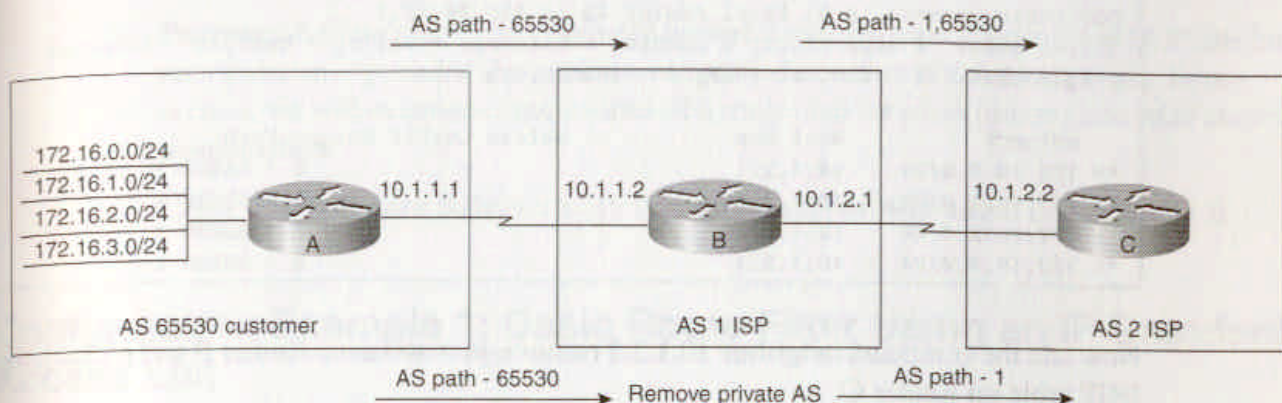 AS path - 65530
AS path - 1,65530
172.16.0.0/24
172.16.1.0/24
172.16.2.0/24
172.16.3.0/24
10.1.1.1
10.1.1.2
10.1.2.1
10.1.2.2
A
B
C
AS 65530 customer
AS 1 ISP
AS 2 ISP
AS path - 65530
Remove private AS
AS path - 1